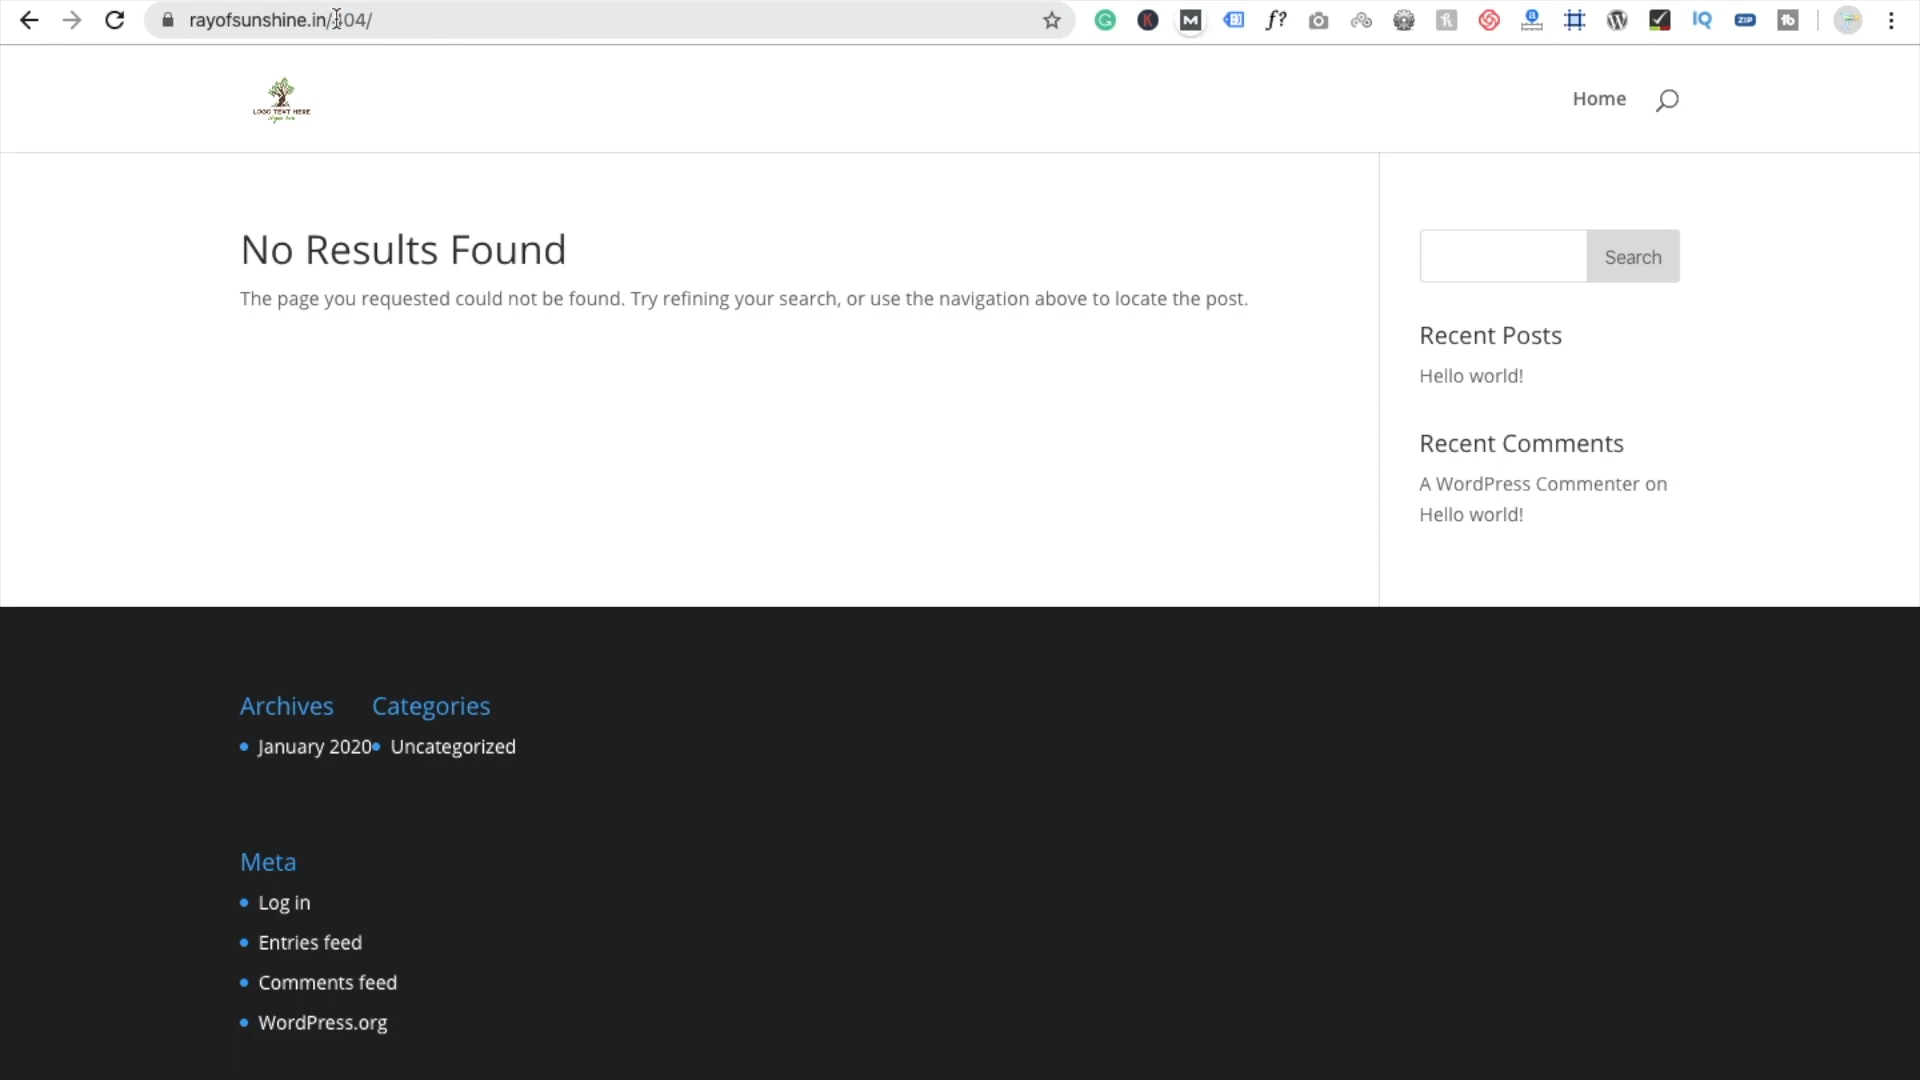 rayofsunshine.in/404/
LOGO TEXT HERE
Home
No Results Found
The page you requested could not be found. Try refining your search, or use the navigation above to locate the post.
Search
Recent Posts
Hello world!
Recent Comments
A WordPress Commenter on
Hello world!
Archives
Categories
January 2020
Uncategorized
Meta
Log in
Entries feed
Comments feed
WordPress.org